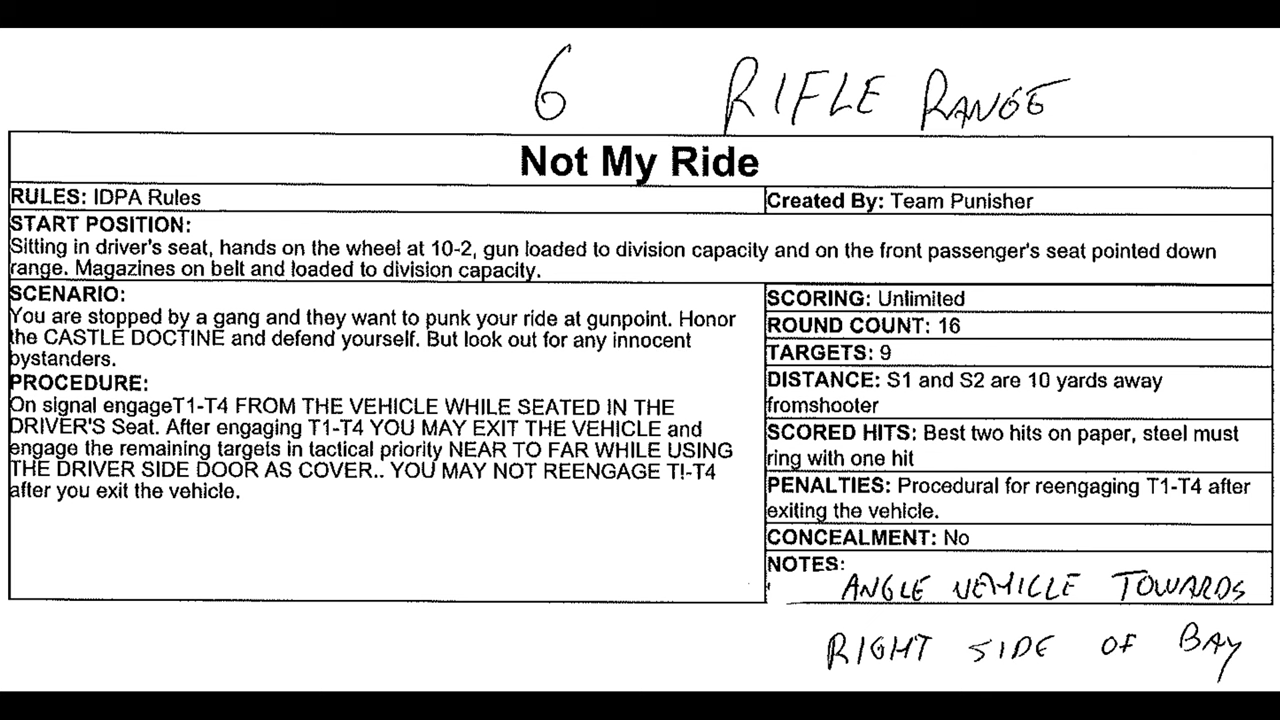 6 RIFLE RANGE
Not My Ride
RULES: IDPA Rules
Created By: Team Punisher
START POSITION:
Sitting in driver's seat, hands on the wheel at 10-2, gun loaded to division capacity and on the front passenger's seat pointed down
range. Magazines on belt and loaded to division capacity.
SCENARIO:
You are stopped by a gang and they want to punk your ride at gunpoint. Honor
the CASTLE DOCTINE and defend yourself. But look out for any innocent
bystanders.
PROCEDURE:
On signal engageT1-T4 FROM THE VEHICLE WHILE SEATED IN THE
DRIVER'S Seat. After engaging T1-T4 YOU MAY EXIT THE VEHICLE and
engage the remaining targets in tactical priority NEAR TO FAR WHILE USING
THE DRIVER SIDE DOOR AS COVER.. YOU MAY NOT REENGAGE T!-T4
after you exit the vehicle.
SCORING: Unlimited
ROUND COUNT: 16
TARGETS: 9
DISTANCE: S1 and S2 are 10 yards away
fromshooter
SCORED HITS: Best two hits on paper, steel must
ring with one hit
PENALTIES: Procedural for reengaging T1-T4 after
exiting the vehicle.
CONCEALMENT: No
NOTES:
ANGLE VEHICLE TOWARDS
RIGHT SIDE OF BAY